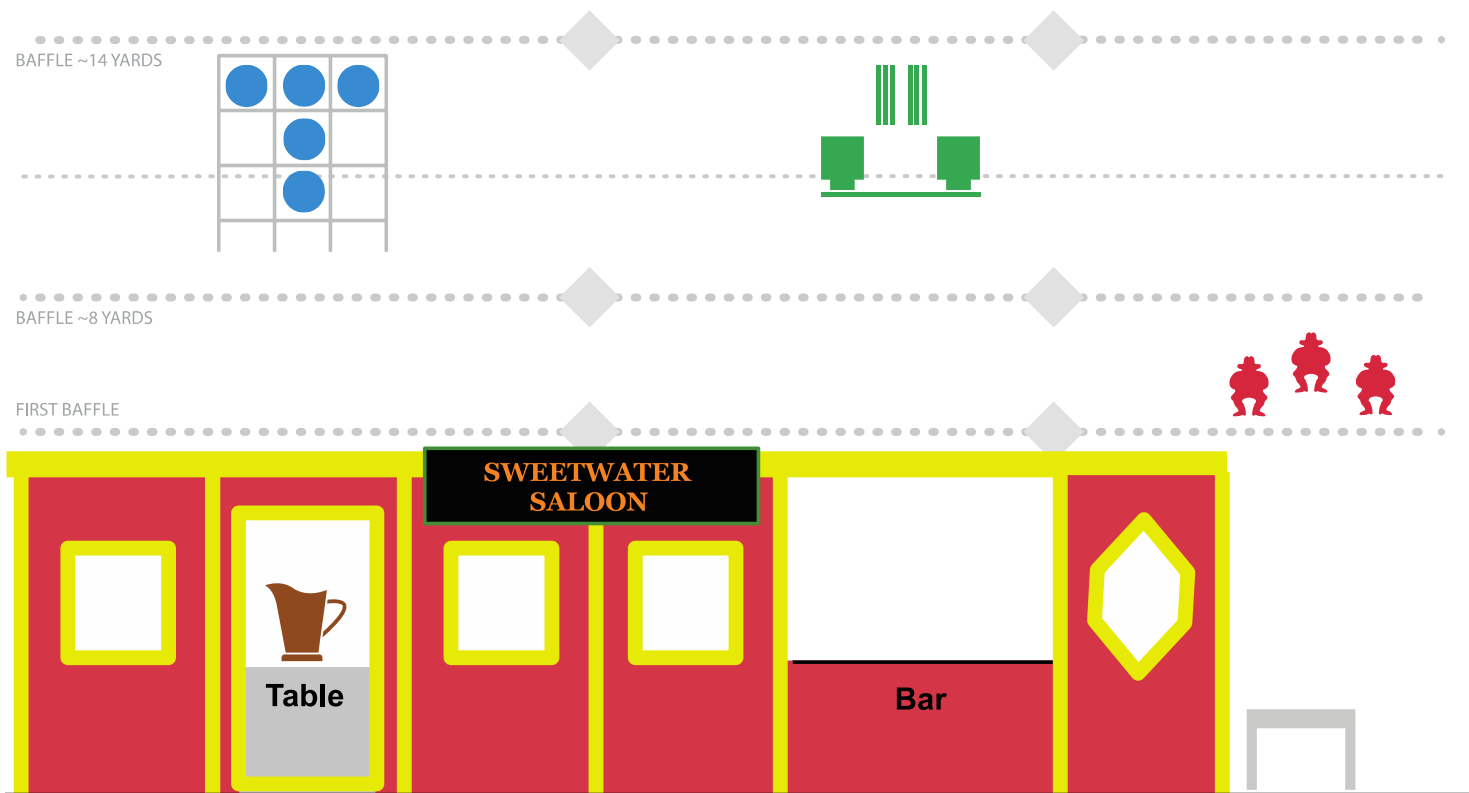 BAFFLE ~14 YARDS
BAFFLE ~8 YARDS
FIRST BAFFLE
SWEETWATER
SALOON
Table
Bar